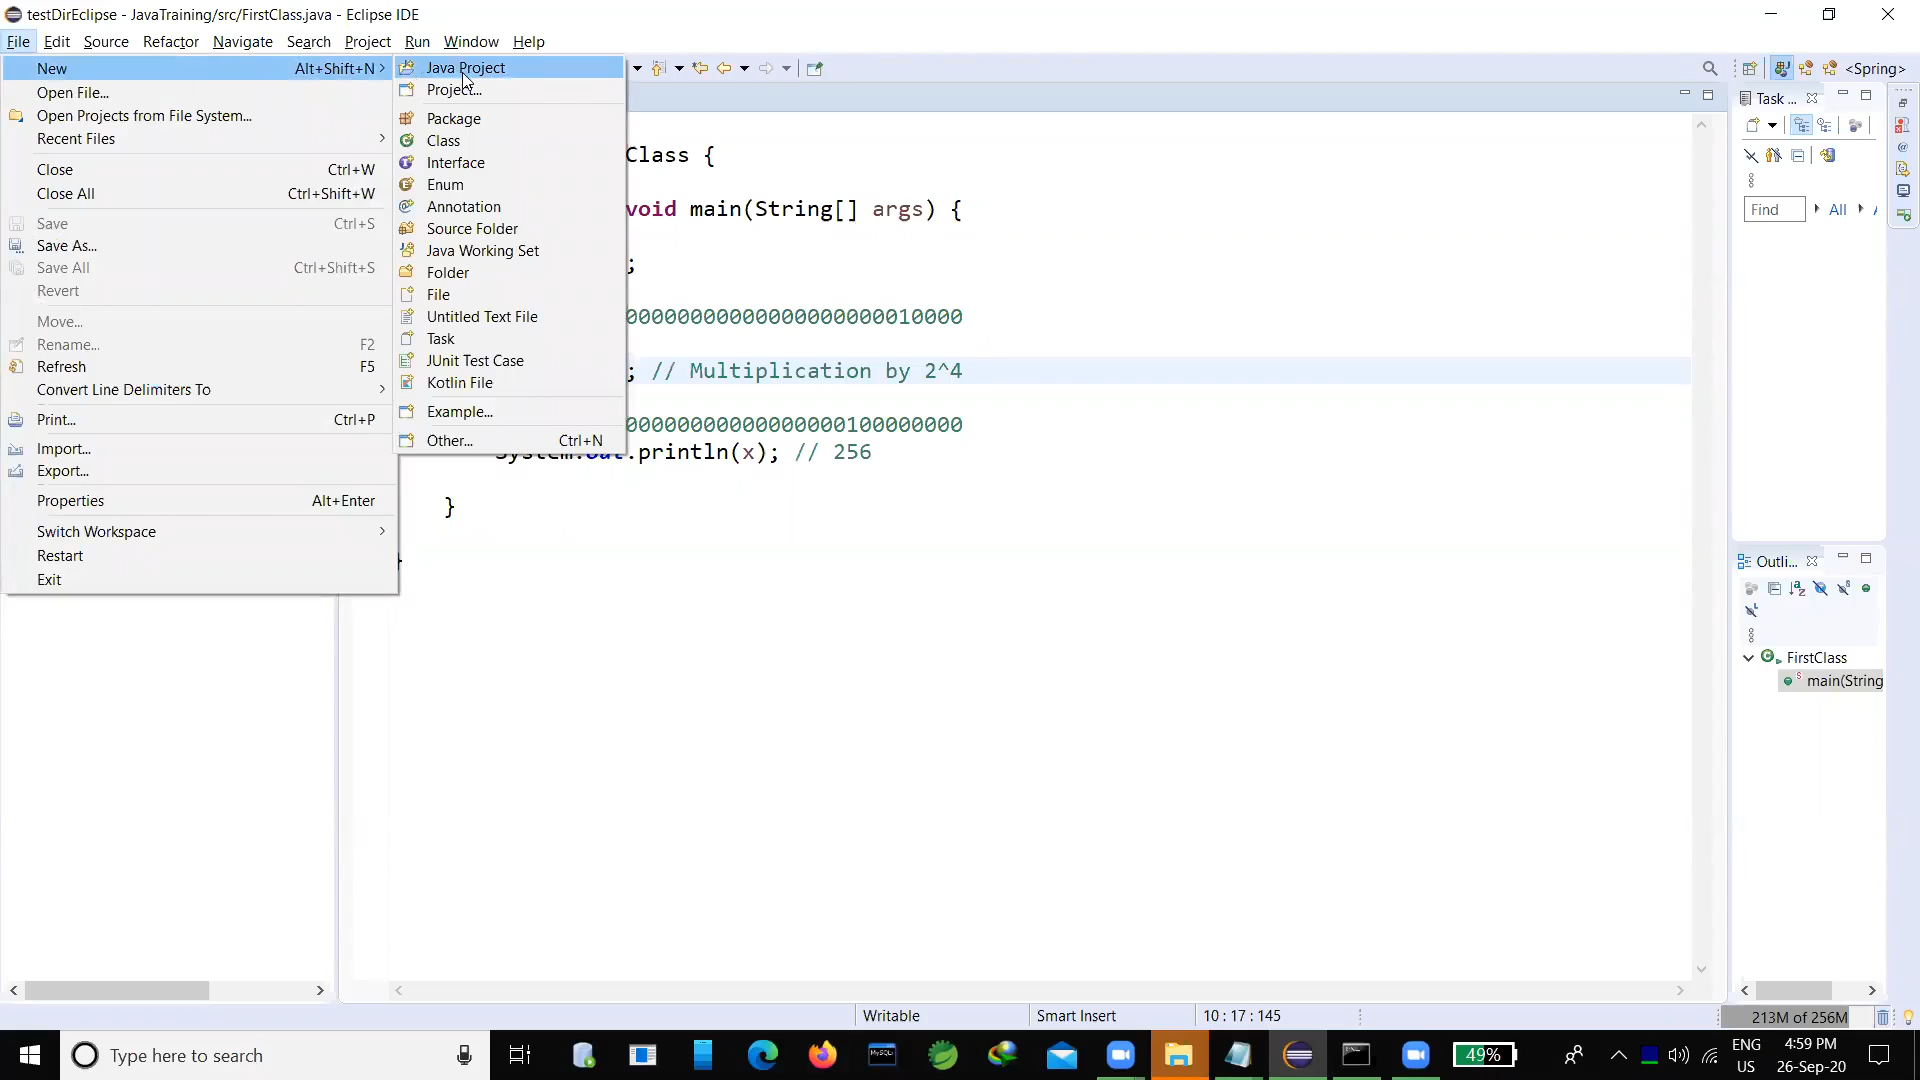 testDirEclipse - JavaTraining/src/FirstClass.java - Eclipse IDE
File Edit Source Refactor Navigate Search Project Run Window Help
New Alt+Shift+N
Open File...
Open Projects from File System...
Recent Files
Close Ctrl+W
Close All Ctrl+Shift+W
Save Ctrl+S
Save As...
Save All Ctrl+Shift+S
Revert
Move...
Rename... F2
Refresh F5
Convert Line Delimiters To
Print... Ctrl+P
Import...
Export...
Properties Alt+Enter
Switch Workspace
Restart
Exit
Java Project
Project...
Package
Class
Interface
Enum
Annotation
Source Folder
Java Working Set
Folder
File
Untitled Text File
Task
JUnit Test Case
Kotlin File
Example...
Other... Ctrl+N
Class {
void main(String[] args) {
;
00000000000000000000010000
; // Multiplication by 2^4
00000000000000000100000000
System.out.println(x); // 256
}
}
<Spring>
Task ...
Find All
Outli...
FirstClass
main(String
Writable Smart Insert 10 : 17 : 145 213M of 256M
Type here to search
MySQL
49%
ENG
US
4:59 PM
26-Sep-20